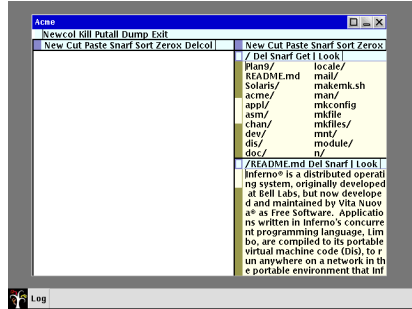 Acme
Newcol Kill Putall Dump Exit
New Cut Paste Snarf Sort Zerox Delcol
New Cut Paste Snarf Sort Zerox
/ Del Snarf Get | Look
Plan9/ locale/
README.md mail/
Solaris/ makemk.sh
acme/ man/
appl/ mkconfig
asm/ mkfile
chan/ mkfiles/
dev/ mnt/
dis/ module/
doc/ n/
/README.md Del Snarf | Look
Inferno® is a distributed operati
ng system, originally developed
at Bell Labs, but now develope
d and maintained by Vita Nuov
a® as Free Software. Applicatio
ns written in Inferno's concurre
nt programming language, Lim
bo, are compiled to its portable
virtual machine code (Dis), to r
un anywhere on a network in th
e portable environment that Inf
Log